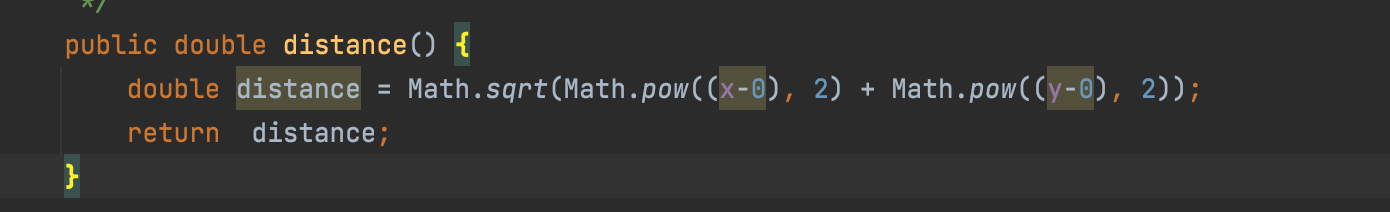 */
public double distance() {
double distance = Math.sqrt(Math.pow((x-0), 2) + Math.pow((y-0), 2));
return  distance;
}